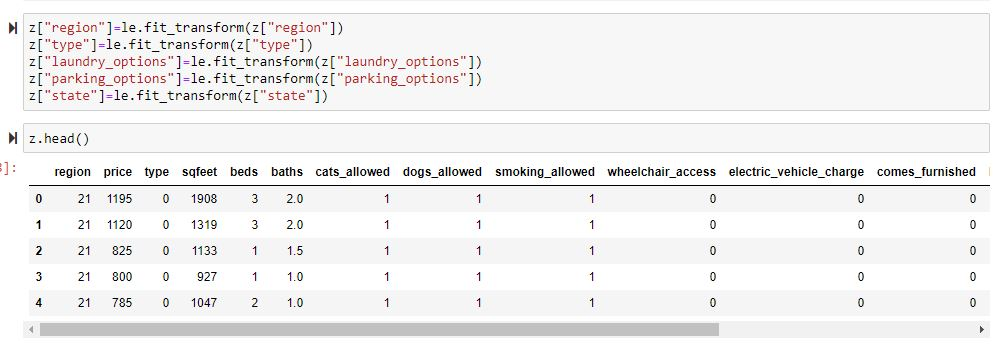 z["region"]=le.fit_transform(z["region"])
z["type"]=le.fit_transform(z["type"])
z["laundry_options"]=le.fit_transform(z["laundry_options"])
z["parking_options"]=le.fit_transform(z["parking_options"])
z["state"]=le.fit_transform(z["state"])
z.head()
]:
region price type sqfeet beds baths cats_allowed dogs_allowed smoking_allowed wheelchair_access electric_vehicle_charge comes_furnished
0 21 1195 0 1908 3 2.0 1 1 1 0 0 0
1 21 1120 0 1319 3 2.0 1 1 1 0 0 0
2 21 825 0 1133 1 1.5 1 1 1 0 0 0
3 21 800 0 927 1 1.0 1 1 1 0 0 0
4 21 785 0 1047 2 1.0 1 1 1 0 0 0